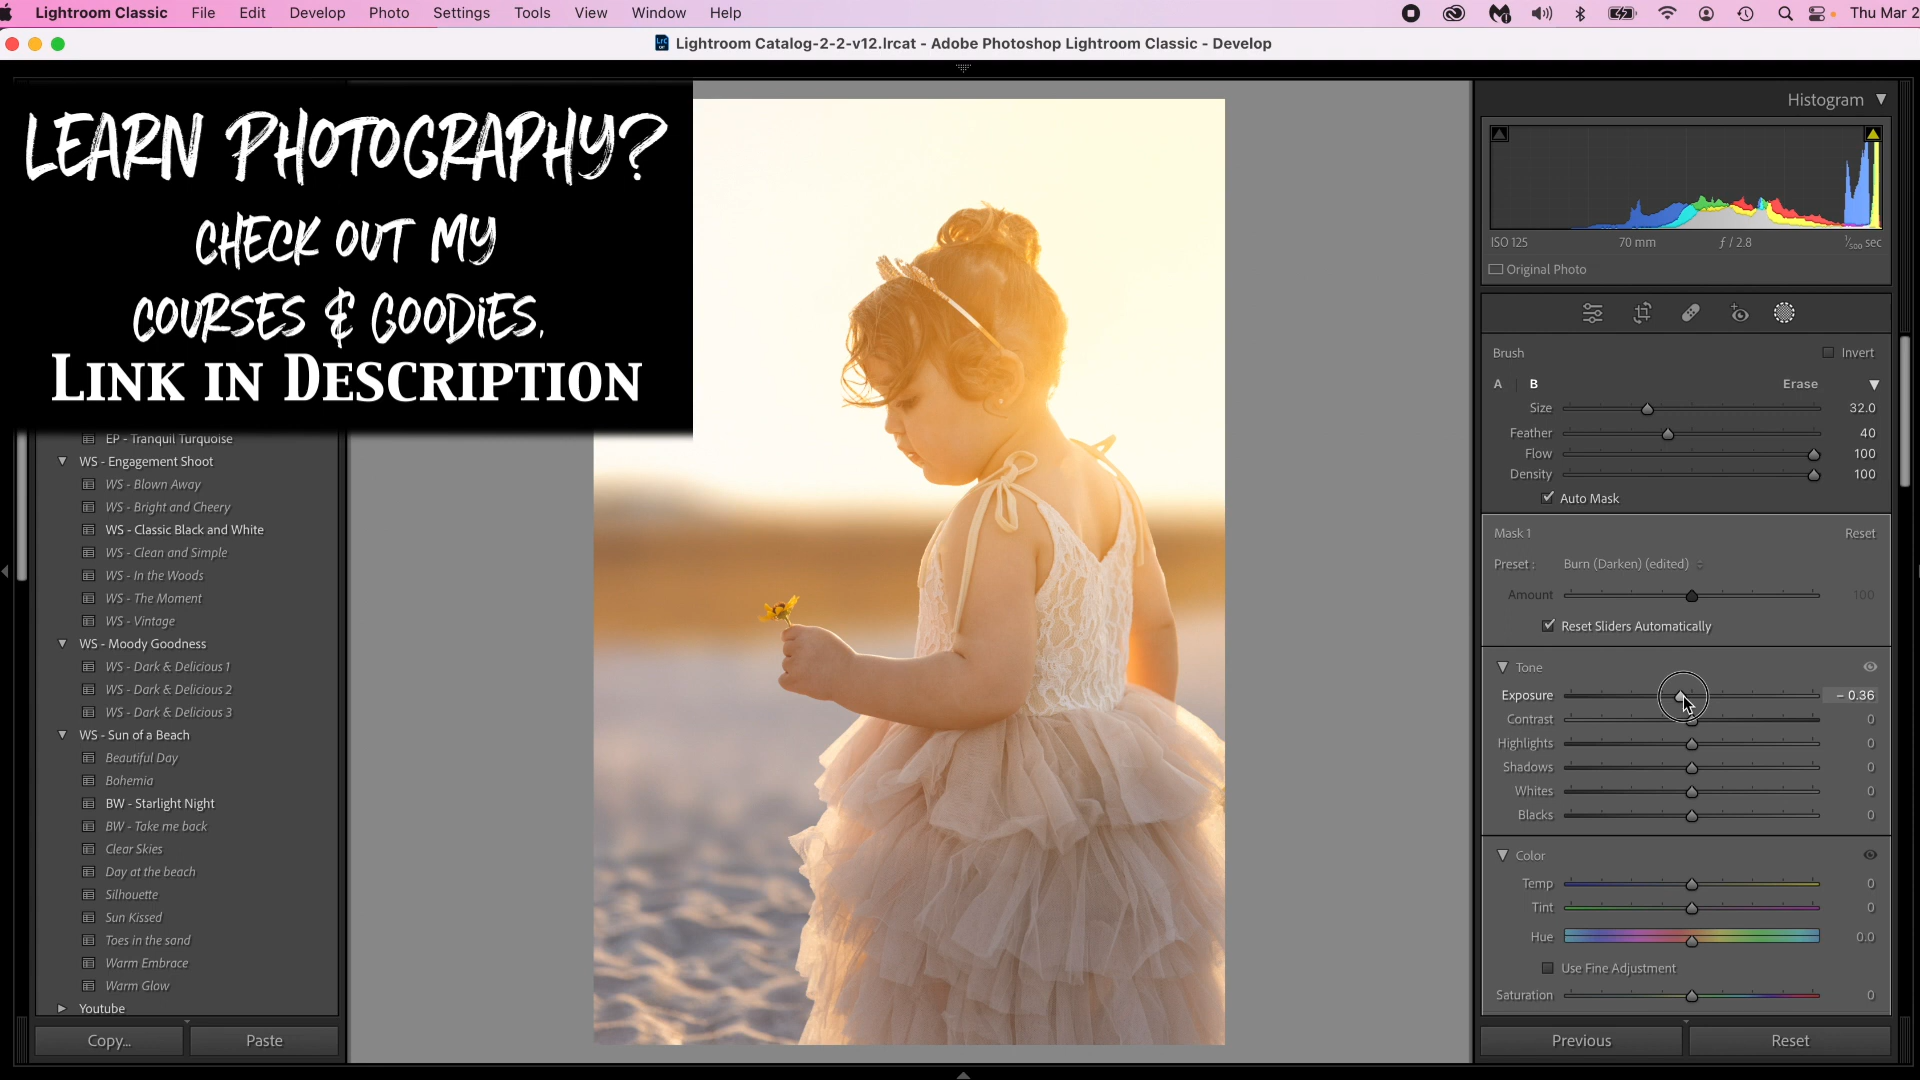 Lightroom Classic File Edit Develop Photo Settings Tools View Window Help Thu Mar 2
Lightroom Catalog-2-2-v12.lrcat - Adobe Photoshop Lightroom Classic - Develop
LEARN PHOTOGRAPHY?
CHECK OUT MY
COURSES & GOODIES.
LINK IN DESCRIPTION
EP - Tranquil Turquoise
WS - Engagement Shoot
WS - Blown Away
WS - Bright and Cheery
WS - Classic Black and White
WS - Clean and Simple
WS - In the Woods
WS - The Moment
WS - Vintage
WS - Moody Goodness
WS - Dark & Delicious 1
WS - Dark & Delicious 2
WS - Dark & Delicious 3
WS - Sun of a Beach
Beautiful Day
Bohemia
BW - Starlight Night
BW - Take me back
Clear Skies
Day at the beach
Silhouette
Sun Kissed
Toes in the sand
Warm Embrace
Warm Glow
Youtube
Copy... Paste
Histogram
ISO 125 70 mm ƒ / 2.8 1/500 sec
Original Photo
Brush Invert
A B Erase
Size 32.0
Feather 40
Flow 100
Density 100
Auto Mask
Mask 1 Reset
Preset : Burn (Darken) (edited)
Amount 100
Reset Sliders Automatically
Tone
Exposure – 0.36
Contrast 0
Highlights 0
Shadows 0
Whites 0
Blacks 0
Color
Temp 0
Tint 0
Hue 0.0
Use Fine Adjustment
Saturation 0
Previous Reset